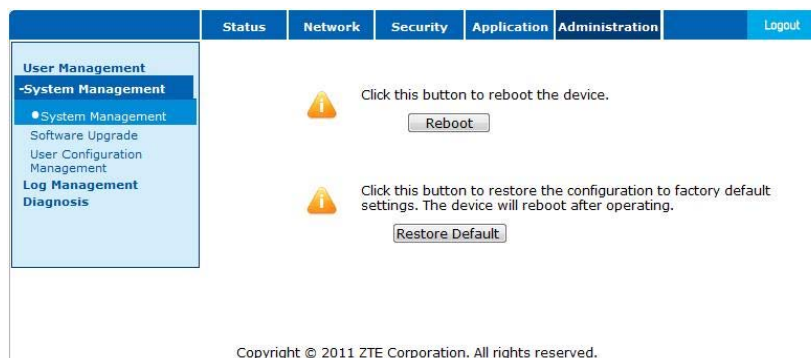 Status Network Security Application Administration Logout
User Management
-System Management
System Management
Software Upgrade
User Configuration
Management
Log Management
Diagnosis
Click this button to reboot the device.
Reboot
Click this button to restore the configuration to factory default
settings. The device will reboot after operating.
Restore Default
Copyright © 2011 ZTE Corporation. All rights reserved.